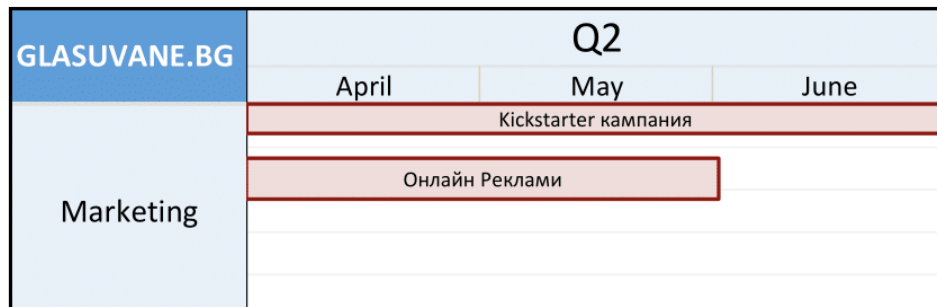 GLASUVANE.BG
Q2
April May June
Kickstarter кампания
Онлайн Реклами
Marketing